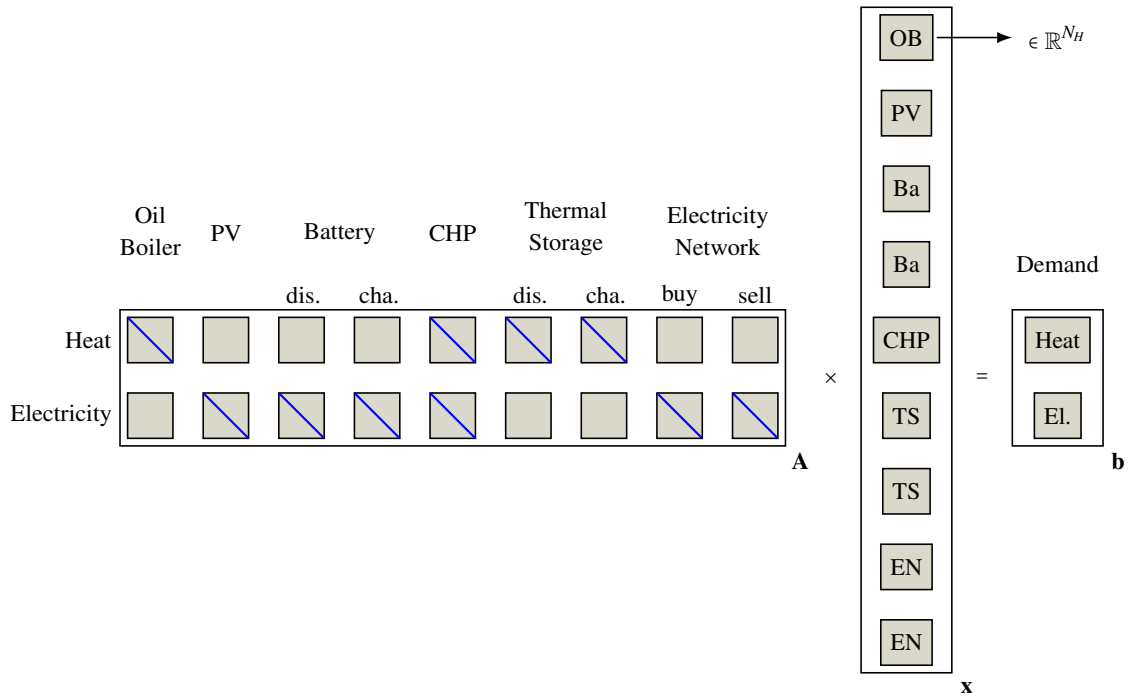 OB
∈ ℝ^{N_H}
PV
Ba
Oil
Boiler
PV
Battery
CHP
Thermal
Storage
Electricity
Network
Ba
Demand
dis.
cha.
dis.
cha.
buy
sell
Heat
CHP
Heat
×
=
Electricity
TS
El.
A
b
TS
EN
EN
x